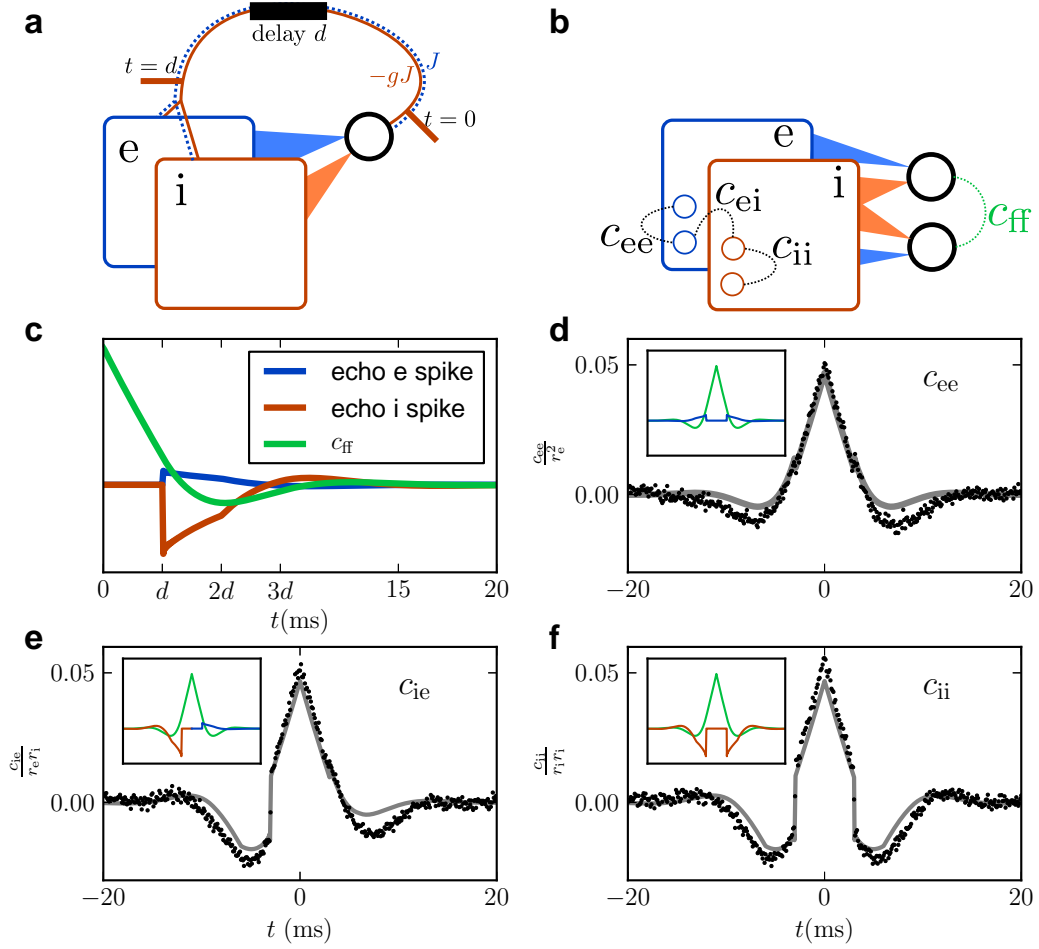 a
delay d
t = d
−gJ
J
t = 0
e
i
b
e
i
c_ei
c_ee
c_ii
c_ff
c
echo e spike
echo i spike
c_ff
0
d
2d
3d
15
20
t(ms)
d
0.05
c_ee
c_ee/r_e^2
0.00
−20
0
20
e
0.05
c_ie
c_ie/r_e r_i
0.00
−20
0
20
t (ms)
f
0.05
c_ii
c_ii/r_i r_i
0.00
−20
0
20
t(ms)